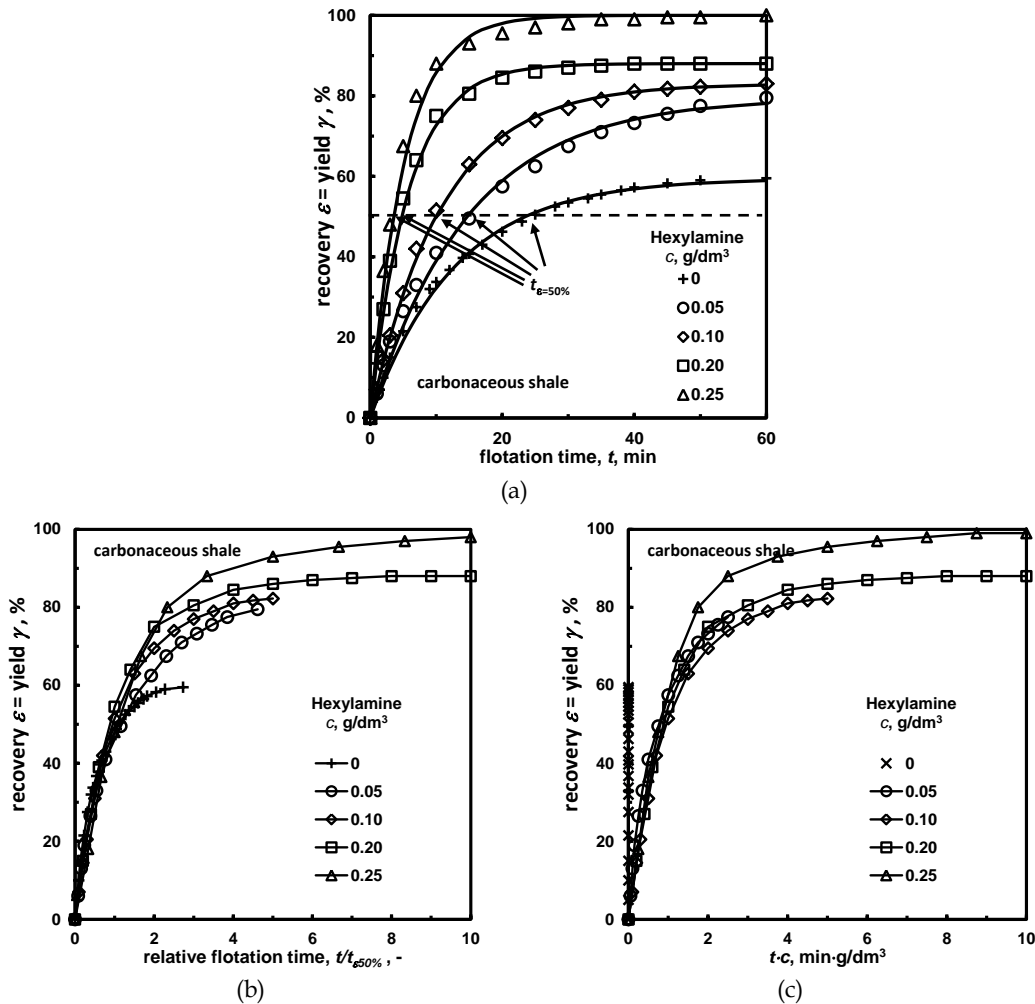 100
80
60
40
20
0
recovery ε = yield γ , %
Hexylamine
c, g/dm³
0
0.05
0.10
0.20
0.25
tε=50%
carbonaceous shale
0 20 40 60
flotation time, t, min
(a)
100
80
60
40
20
0
recovery ε = yield γ, %
carbonaceous shale
Hexylamine
c, g/dm³
0
0.05
0.10
0.20
0.25
0 2 4 6 8 10
relative flotation time, t/tε50% , -
(b)
100
80
60
40
20
0
recovery ε = yield γ, %
carbonaceous shale
Hexylamine
c, g/dm³
0
0.05
0.10
0.20
0.25
0 2 4 6 8 10
t·c, min·g/dm³
(c)